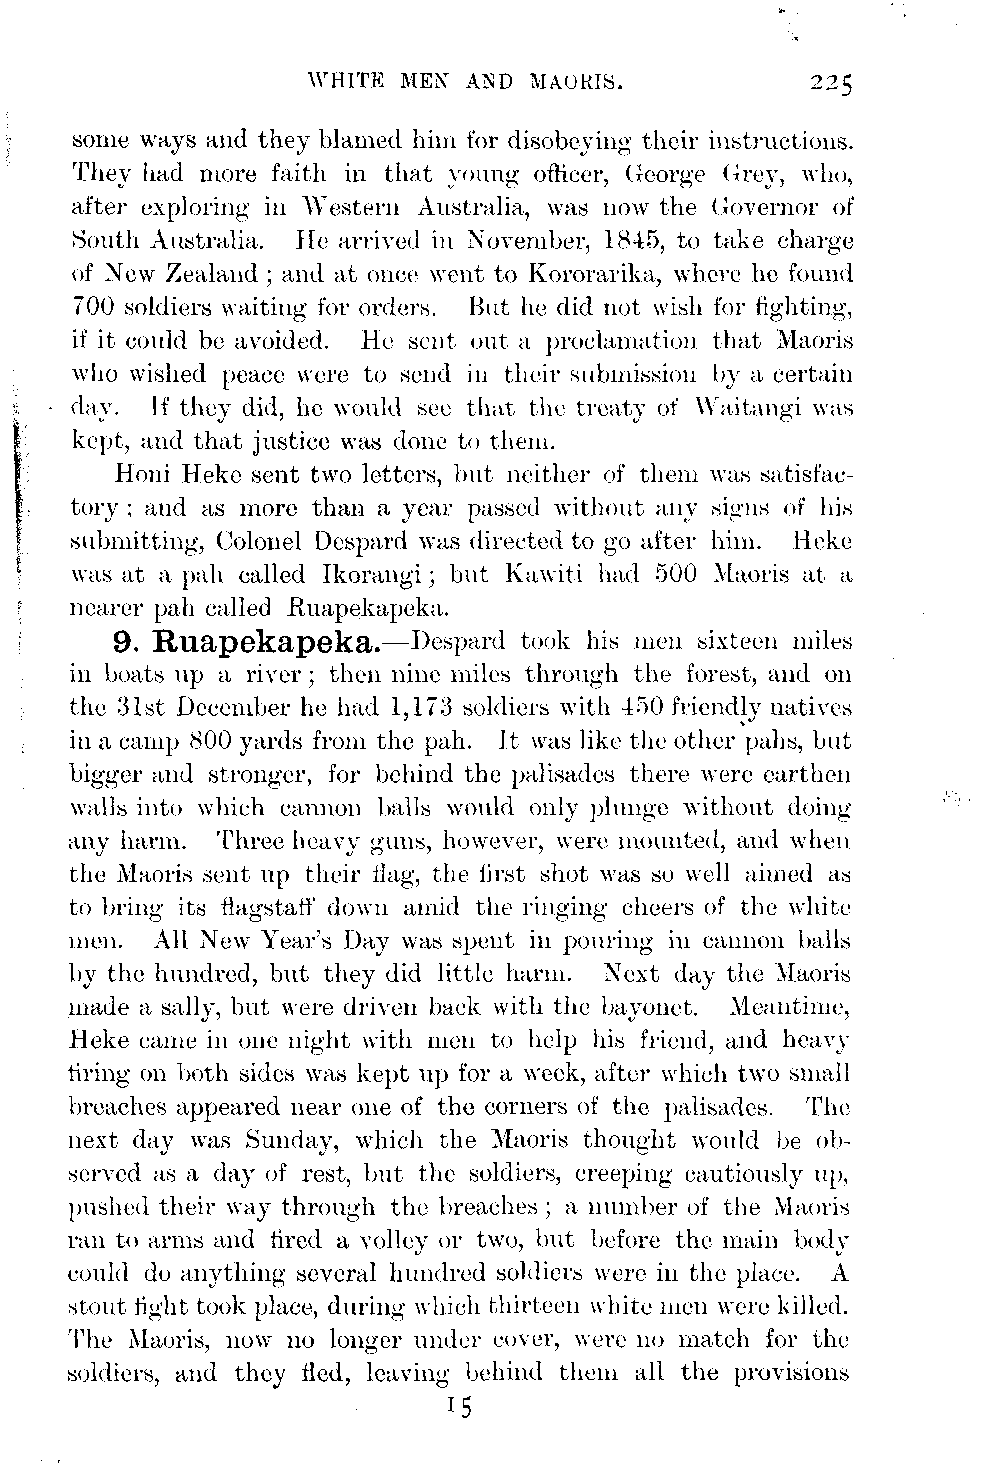 WHITE MEN AND MAORIS. 225
some ways and they blamed him for disobeying their instructions.
They had more faith in that young officer, George Grey, who,
after exploring in Western Australia, was now the Governor of
South Australia. He arrived in November, 1845, to take charge
of New Zealand ; and at once went to Kororarika, where he found
700 soldiers waiting for orders. But he did not wish for fighting,
if it could be avoided. He sent out a proclamation that Maoris
who wished peace were to send in their submission by a certain
day. If they did, he would see that the treaty of Waitangi was
kept, and that justice was done to them.
Honi Heke sent two letters, but neither of them was satisfac-
tory ; and as more than a year passed without any signs of his
submitting, Colonel Despard was directed to go after him. Heke
was at a pah called Ikorangi ; but Kawiti had 500 Maoris at a
nearer pah called Ruapekapeka.
9. Ruapekapeka.—Despard took his men sixteen miles
in boats up a river ; then nine miles through the forest, and on
the 31st December he had 1,173 soldiers with 450 friendly natives
in a camp 800 yards from the pah. It was like the other pahs, but
bigger and stronger, for behind the palisades there were earthen
walls into which cannon balls would only plunge without doing
any harm. Three heavy guns, however, were mounted, and when
the Maoris sent up their flag, the first shot was so well aimed as
to bring its flagstaff down amid the ringing cheers of the white
men. All New Year's Day was spent in pouring in cannon balls
by the hundred, but they did little harm. Next day the Maoris
made a sally, but were driven back with the bayonet. Meantime,
Heke came in one night with men to help his friend, and heavy
firing on both sides was kept up for a week, after which two small
breaches appeared near one of the corners of the palisades. The
next day was Sunday, which the Maoris thought would be ob-
served as a day of rest, but the soldiers, creeping cautiously up,
pushed their way through the breaches ; a number of the Maoris
ran to arms and fired a volley or two, but before the main body
could do anything several hundred soldiers were in the place. A
stout fight took place, during which thirteen white men were killed.
The Maoris, now no longer under cover, were no match for the
soldiers, and they fled, leaving behind them all the provisions
15